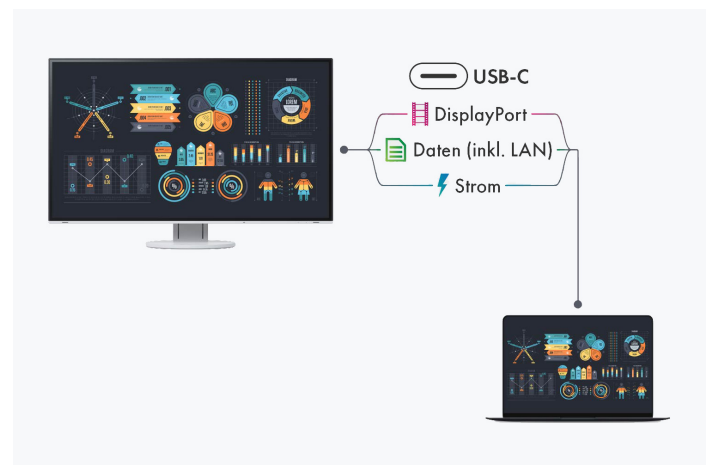 USB-C
DisplayPort
Daten (inkl. LAN)
Strom